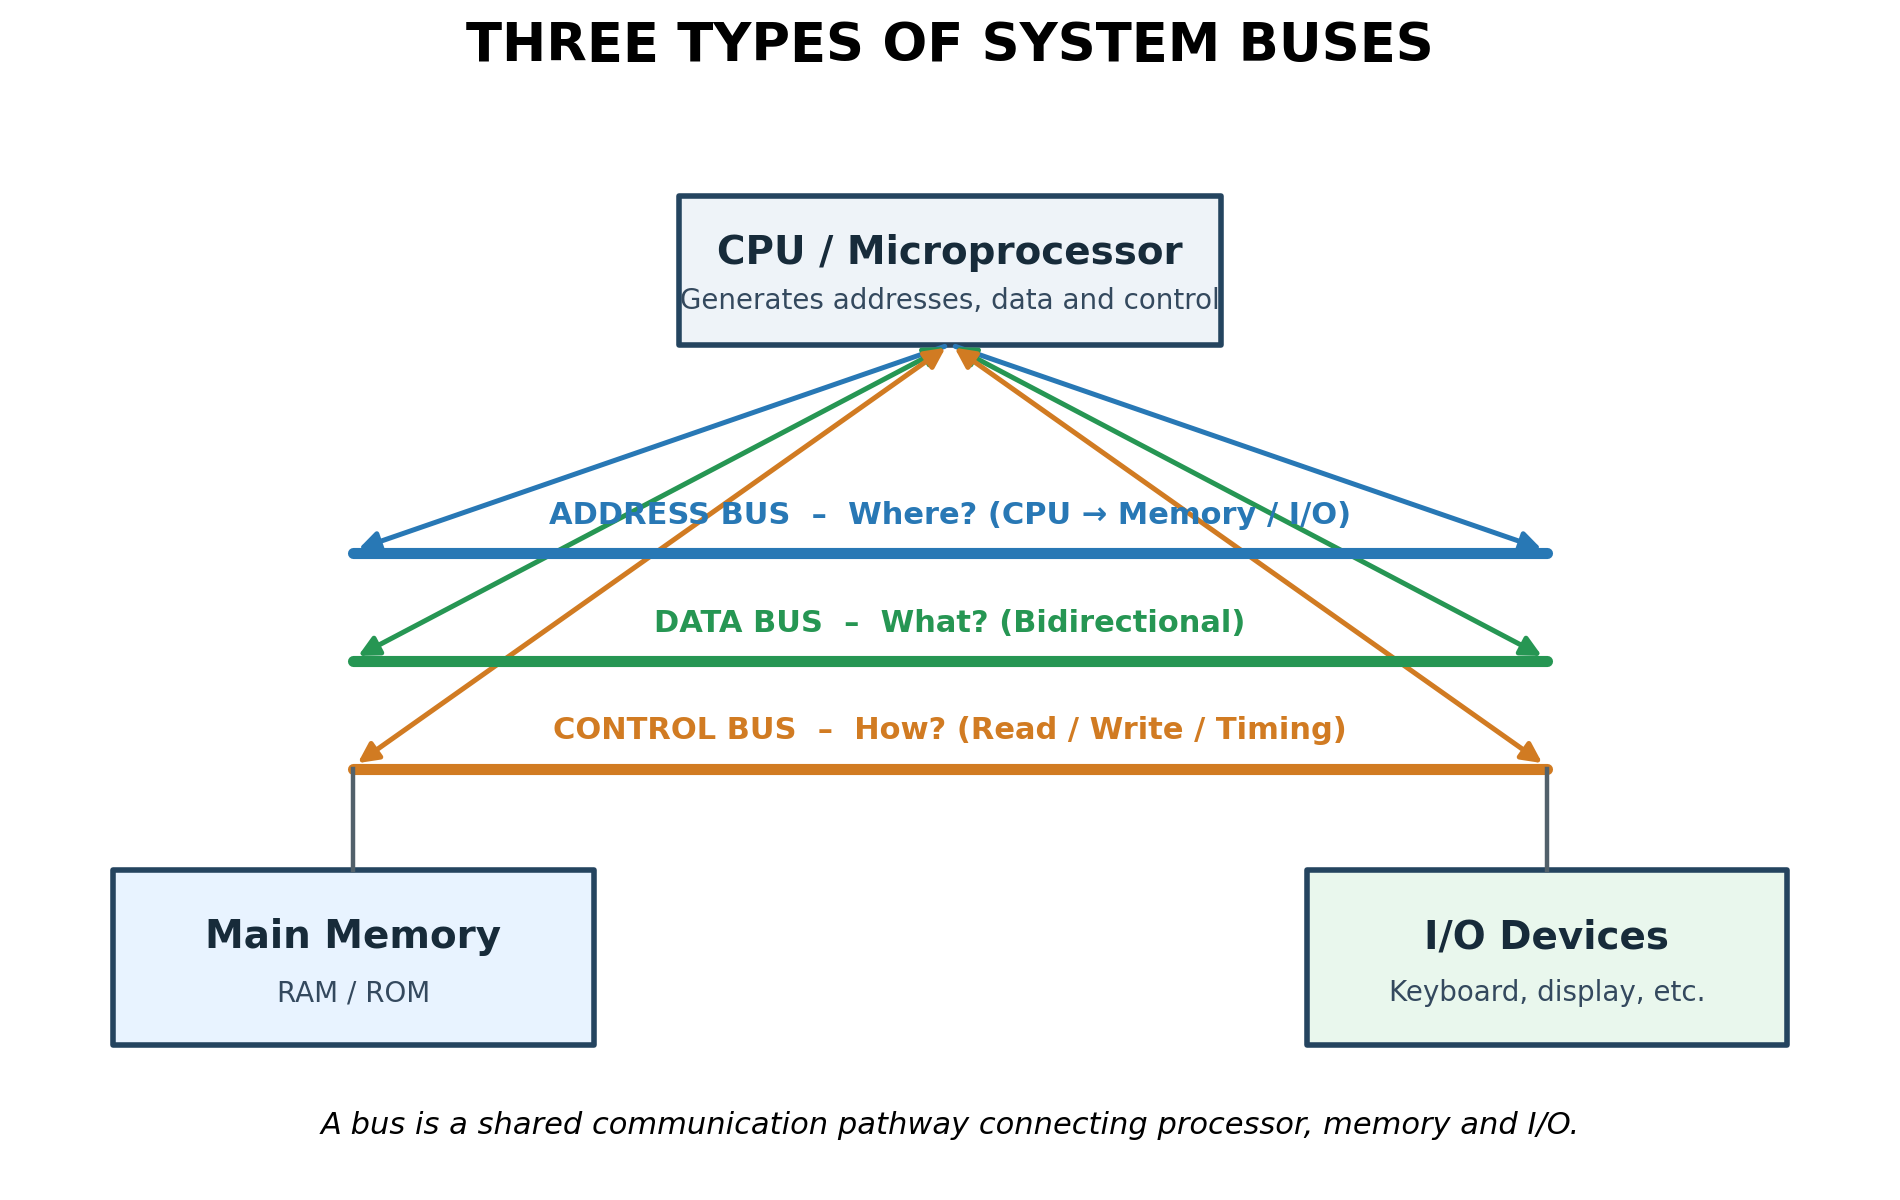 THREE TYPES OF SYSTEM BUSES
CPU / Microprocessor
Generates addresses, data and control
ADDRESS BUS – Where? (CPU → Memory / I/O)
DATA BUS – What? (Bidirectional)
CONTROL BUS – How? (Read / Write / Timing)
Main Memory
RAM / ROM
I/O Devices
Keyboard, display, etc.
A bus is a shared communication pathway connecting processor, memory and I/O.